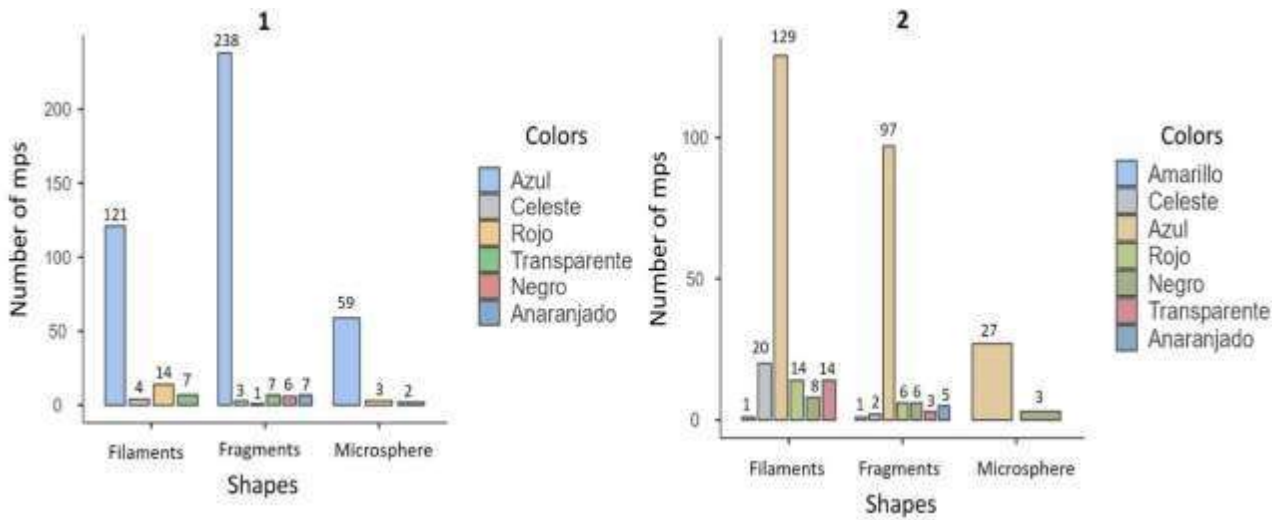 1
238
200
150
100
50
0
Number of mps
121
4
14
7
3
1
7
6
7
59
3
2
Filaments
Fragments
Microsphere
Shapes
Colors
Azul
Celeste
Rojo
Transparente
Negro
Anaranjado
2
129
100
50
0
Number of mps
1
20
14
8
14
97
1
2
6
6
3
5
27
3
Filaments
Fragments
Microsphere
Shapes
Colors
Amarillo
Celeste
Azul
Rojo
Negro
Transparente
Anaranjado